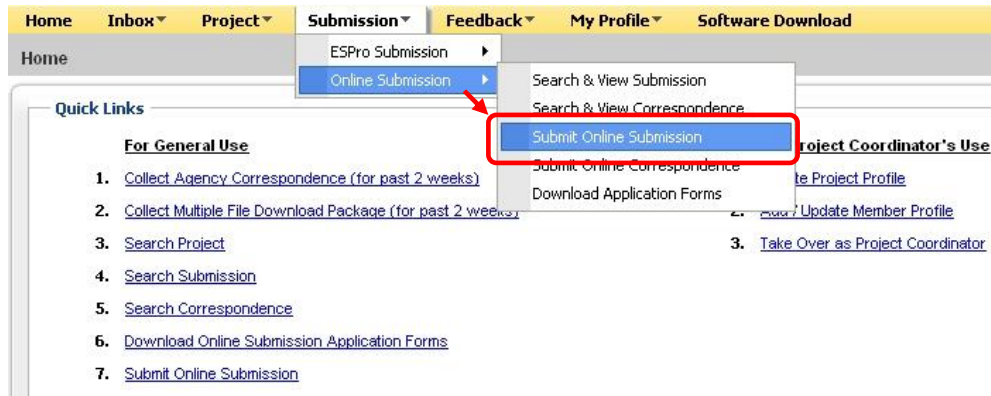 Home Inbox Project Submission Feedback My Profile Software Download
Home
ESPro Submission
Online Submission
Search & View Submission
Search & View Correspondence
Submit Online Submission
Submit Online Correspondence
Download Application Forms
Quick Links
For General Use
1. Collect Agency Correspondence (for past 2 weeks)
2. Collect Multiple File Download Package (for past 2 weeks)
3. Search Project
4. Search Submission
5. Search Correspondence
6. Download Online Submission Application Forms
7. Submit Online Submission
Project Coordinator's Use
Project Profile
2. Add / Update Member Profile
3. Take Over as Project Coordinator